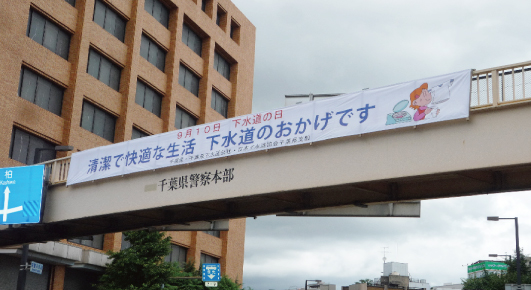 9月10日 下水道の日
清潔で快適な生活 下水道のおかげです
千葉県警察本部
柏